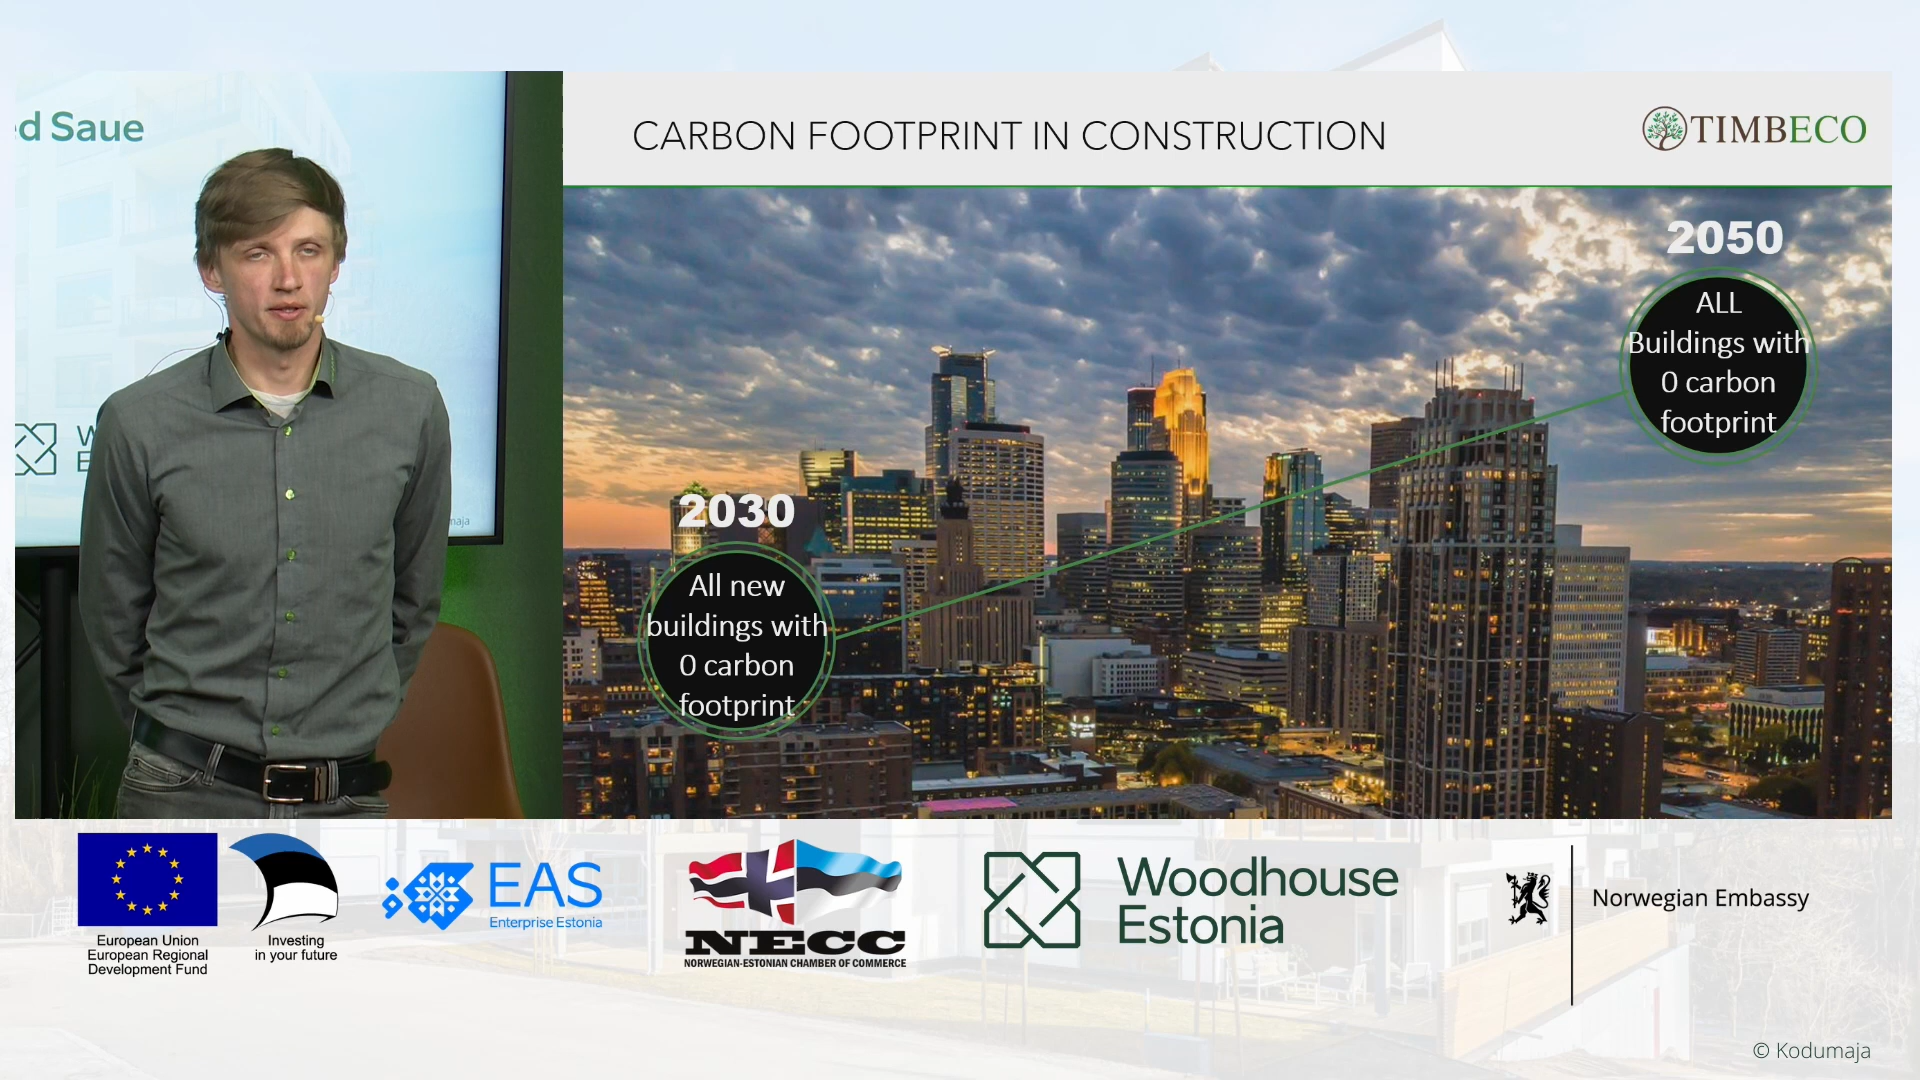 d Saue
W
E
naja
CARBON FOOTPRINT IN CONSTRUCTION
TIMBECO
2050
ALL
Buildings with
0 carbon
footprint
2030
All new
buildings with
0 carbon
footprint
European Union
European Regional
Development Fund
Investing
in your future
EAS
Enterprise Estonia
NECC
NORWEGIAN-ESTONIAN CHAMBER OF COMMERCE
Woodhouse
Estonia
Norwegian Embassy
© Kodumaja